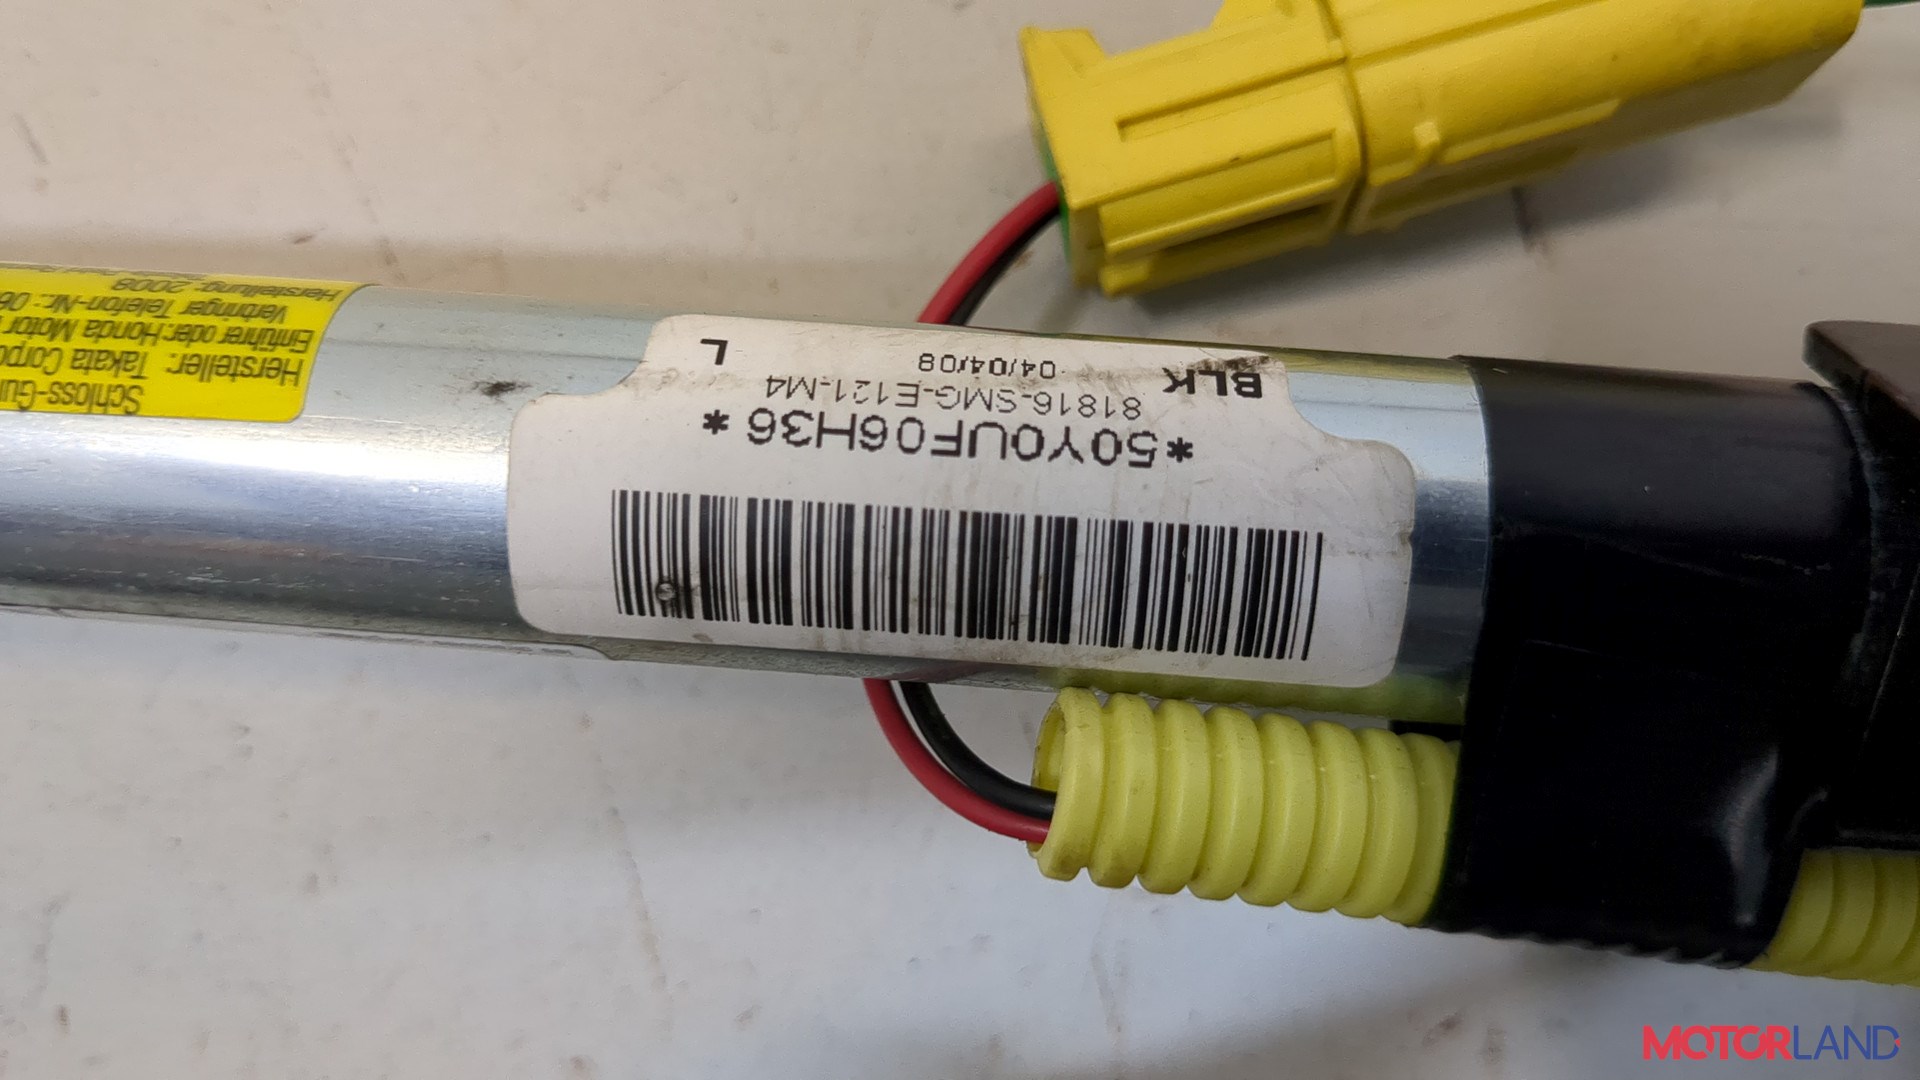 *50Y0UF06H36*
81816-SMG-E121-M4
BLK 04/04/08 L
Schloss-Gu
Hersteller: Takata Corpo
Einführer oder: Honda Motor
Verbringer Telefon-Nr.: 06
Herstellung: 2008
MOTORLAND